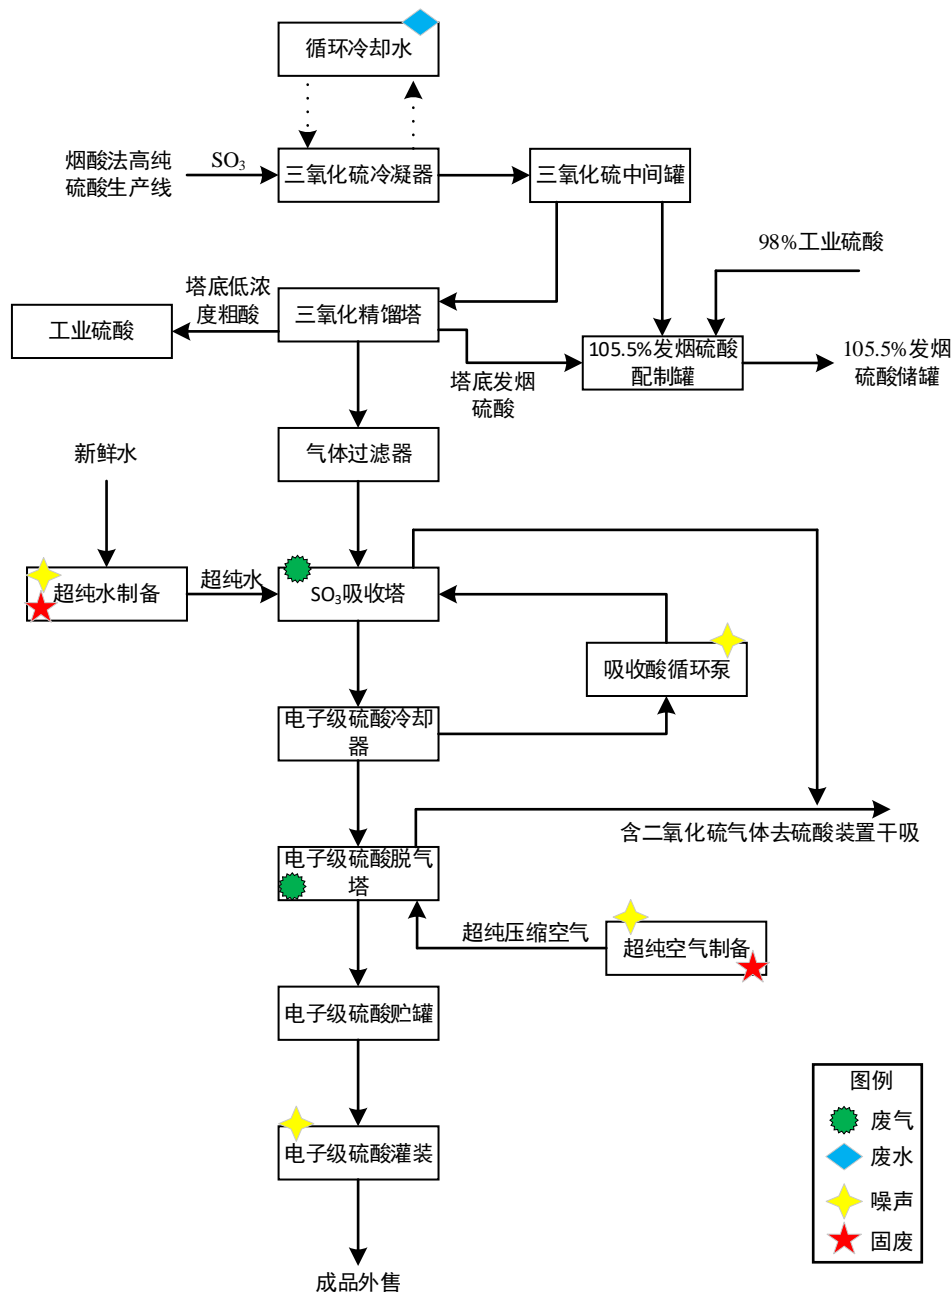 循环冷却水
烟酸法高纯
硫酸生产线
SO₃
三氧化硫冷凝器
三氧化硫中间罐
98%工业硫酸
塔底低浓
度粗酸
工业硫酸
三氧化精馏塔
105.5%发烟硫酸
配制罐
105.5%发烟
硫酸储罐
塔底发烟
硫酸
气体过滤器
新鲜水
超纯水制备
超纯水
SO₃吸收塔
吸收酸循环泵
电子级硫酸冷却
器
含二氧化硫气体去硫酸装置干吸
电子级硫酸脱气
塔
超纯压缩空气
超纯空气制备
电子级硫酸贮罐
电子级硫酸灌装
成品外售
图例
废气
废水
噪声
固废